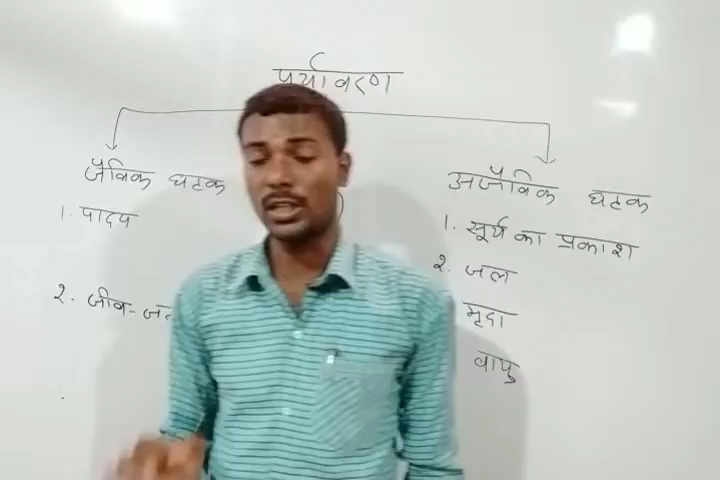 पर्यावरण
जैविक घटक
1. पादप
2. जीव-जन
अजैविक घटक
1. सूर्य का प्रकाश
2. जल
मृदा
वायु